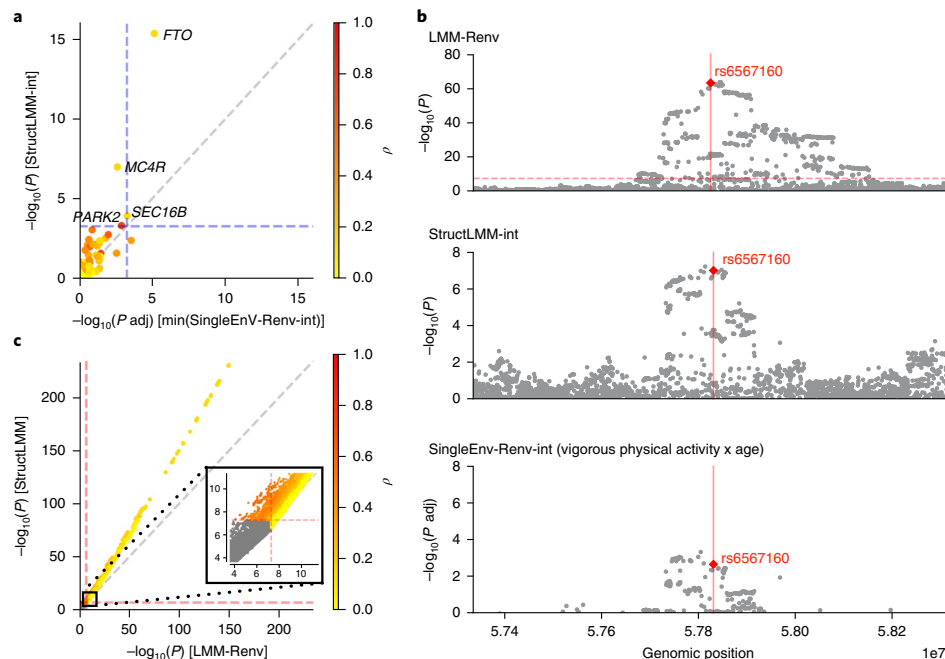 a
15
10
5
0
0
5
10
15
−log10(P) [StructLMM-int]
−log10(P adj) [min(SingleEnV-Renv-int)]
FTO
MC4R
SEC16B
PARK2
1.0
0.8
0.6
0.4
0.2
0.0
ρ
b
LMM-Renv
80
60
40
20
0
−log10(P)
rs6567160
StructLMM-int
8
6
4
2
0
−log10(P)
rs6567160
SingleEnv-Renv-int (vigorous physical activity x age)
8
6
4
2
0
−log10(P adj)
rs6567160
5.74
5.76
5.78
5.80
5.82
1e7
Genomic position
c
200
150
100
50
0
0
50
100
150
200
−log10(P) [StructLMM]
−log10(P) [LMM-Renv]
10
8
6
4
4
6
8
10
1.0
0.8
0.6
0.4
0.2
0.0
ρ